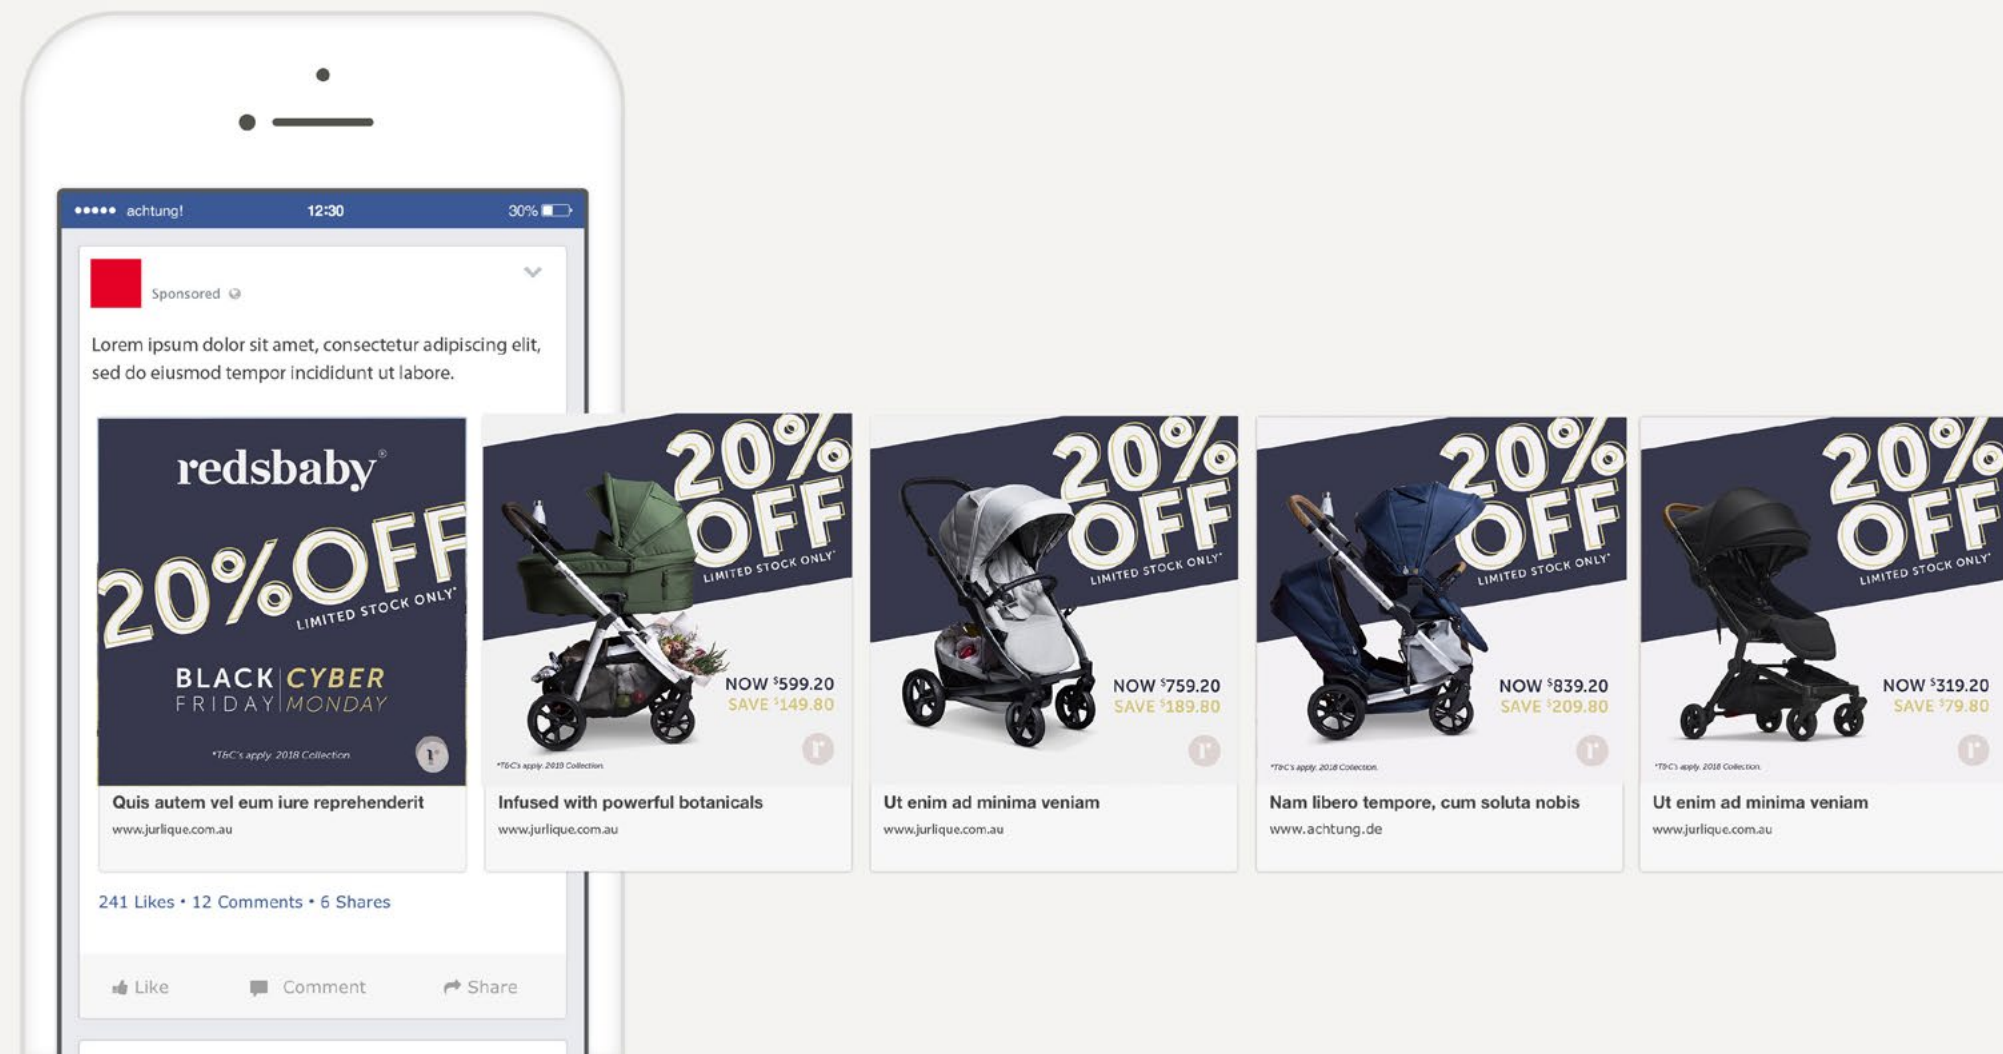 achtung! 12:30 30%
Sponsored
Lorem ipsum dolor sit amet, consectetur adipiscing elit,
sed do eiusmod tempor incididunt ut labore.
redsbaby®
20% OFF
LIMITED STOCK ONLY*
BLACK CYBER
FRIDAY MONDAY
*T&C's apply. 2018 Collection
r
Quis autem vel eum iure reprehenderit
www.jurlique.com.au
20%
OFF
LIMITED STOCK ONLY*
NOW $599.20
SAVE $149.80
r
*T&C's apply. 2018 Collection.
Infused with powerful botanicals
www.jurlique.com.au
20%
OFF
LIMITED STOCK ONLY*
NOW $759.20
SAVE $189.80
r
Ut enim ad minima veniam
www.jurlique.com.au
20%
OFF
LIMITED STOCK ONLY*
NOW $839.20
SAVE $209.80
r
*T&C's apply. 2018 Collection.
Nam libero tempore, cum soluta nobis
www.achtung.de
20%
OFF
LIMITED STOCK ONLY*
NOW $319.20
SAVE $79.80
r
*T&C's apply. 2018 Collection.
Ut enim ad minima veniam
www.jurlique.com.au
241 Likes • 12 Comments • 6 Shares
Like Comment Share